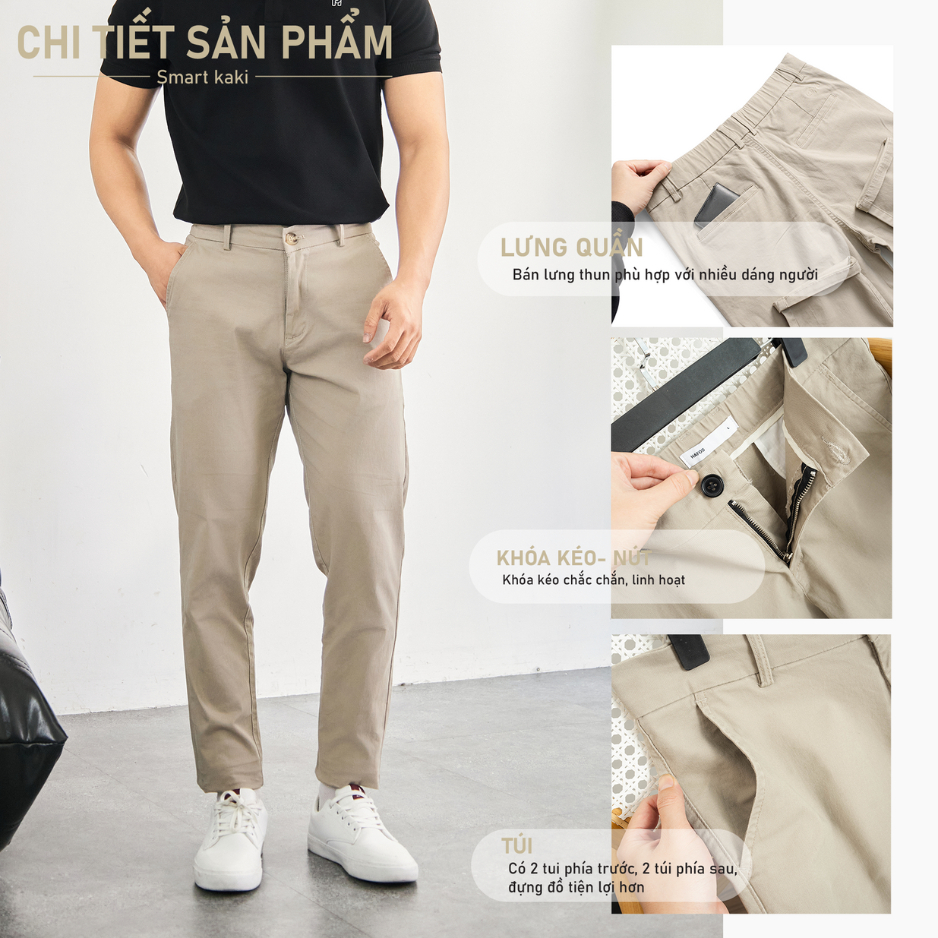 CHI TIẾT SẢN PHẨM
Smart kaki
LƯNG QUẦN
Bán lưng thun phù hợp với nhiều dáng người
KHÓA KÉO- NÚT
Khóa kéo chắc chắn, linh hoạt
TÚI
Có 2 tui phía trước, 2 túi phía sau,
đựng đồ tiện lợi hơn